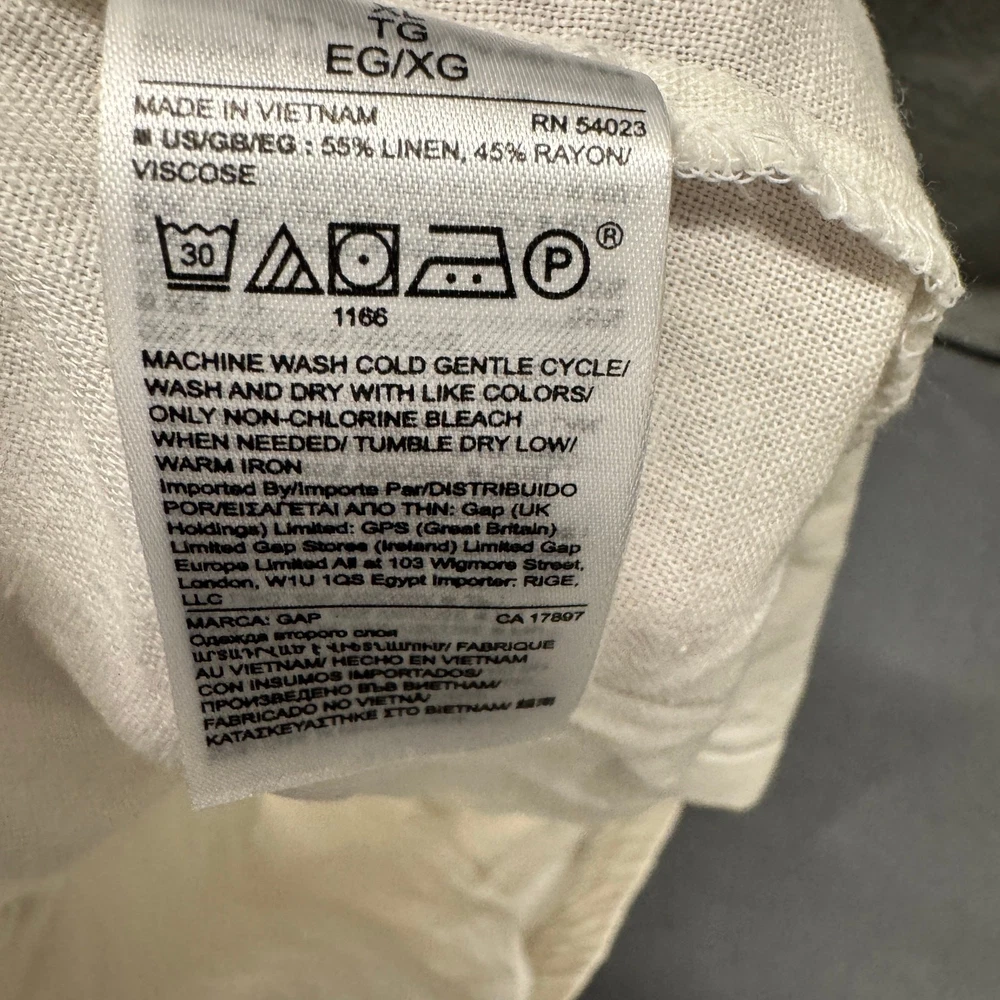 XL
TG
EG/XG
MADE IN VIETNAM RN 54023
■ US/GB/EG : 55% LINEN, 45% RAYON/
VISCOSE
30 P ®
1166
MACHINE WASH COLD GENTLE CYCLE/
WASH AND DRY WITH LIKE COLORS/
ONLY NON-CHLORINE BLEACH
WHEN NEEDED/ TUMBLE DRY LOW/
WARM IRON
Imported By/Importe Par/DISTRIBUIDO
POR/ΕΙΣΑΓΕΤΑΙ ΑΠΟ ΤΗΝ: Gap (UK
Holdings) Limited: GPS (Great Britain)
Limited Gap Stores (Ireland) Limited Gap
Europe Limited All at 103 Wigmore Street,
London, W1U 1QS Egypt Importer: RIGE,
LLC
MARCA: GAP CA 17897
Одежда второго слоя
FABRIQUE
AU VIETNAM/ HECHO EN VIETNAM
CON INSUMOS IMPORTADOS/
ПРОИЗВЕДЕНО ВЪВ ВИЕТНАМ/
FABRICADO NO VIETNA/
ΚΑΤΑΣΚΕΥΑΣΤΗΚΕ ΣΤΟ ΒΙΕΤΝΑΜ/